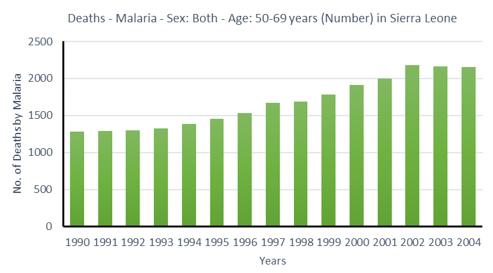 Deaths - Malaria - Sex: Both - Age: 50-69 years (Number) in Sierra Leone
2500
2000
1500
1000
500
0
No. of Deaths by Malaria
1990 1991 1992 1993 1994 1995 1996 1997 1998 1999 2000 2001 2002 2003 2004
Years